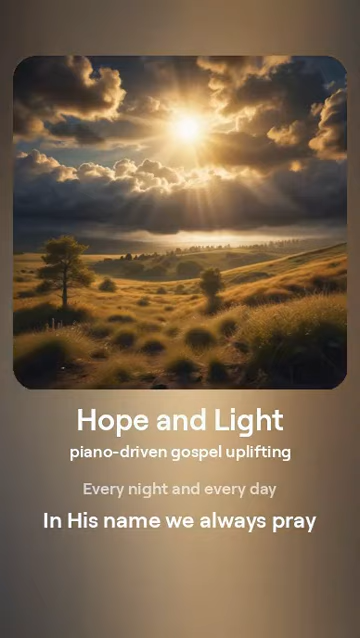 Hope and Light
piano-driven gospel uplifting
Every night and every day
In His name we always pray